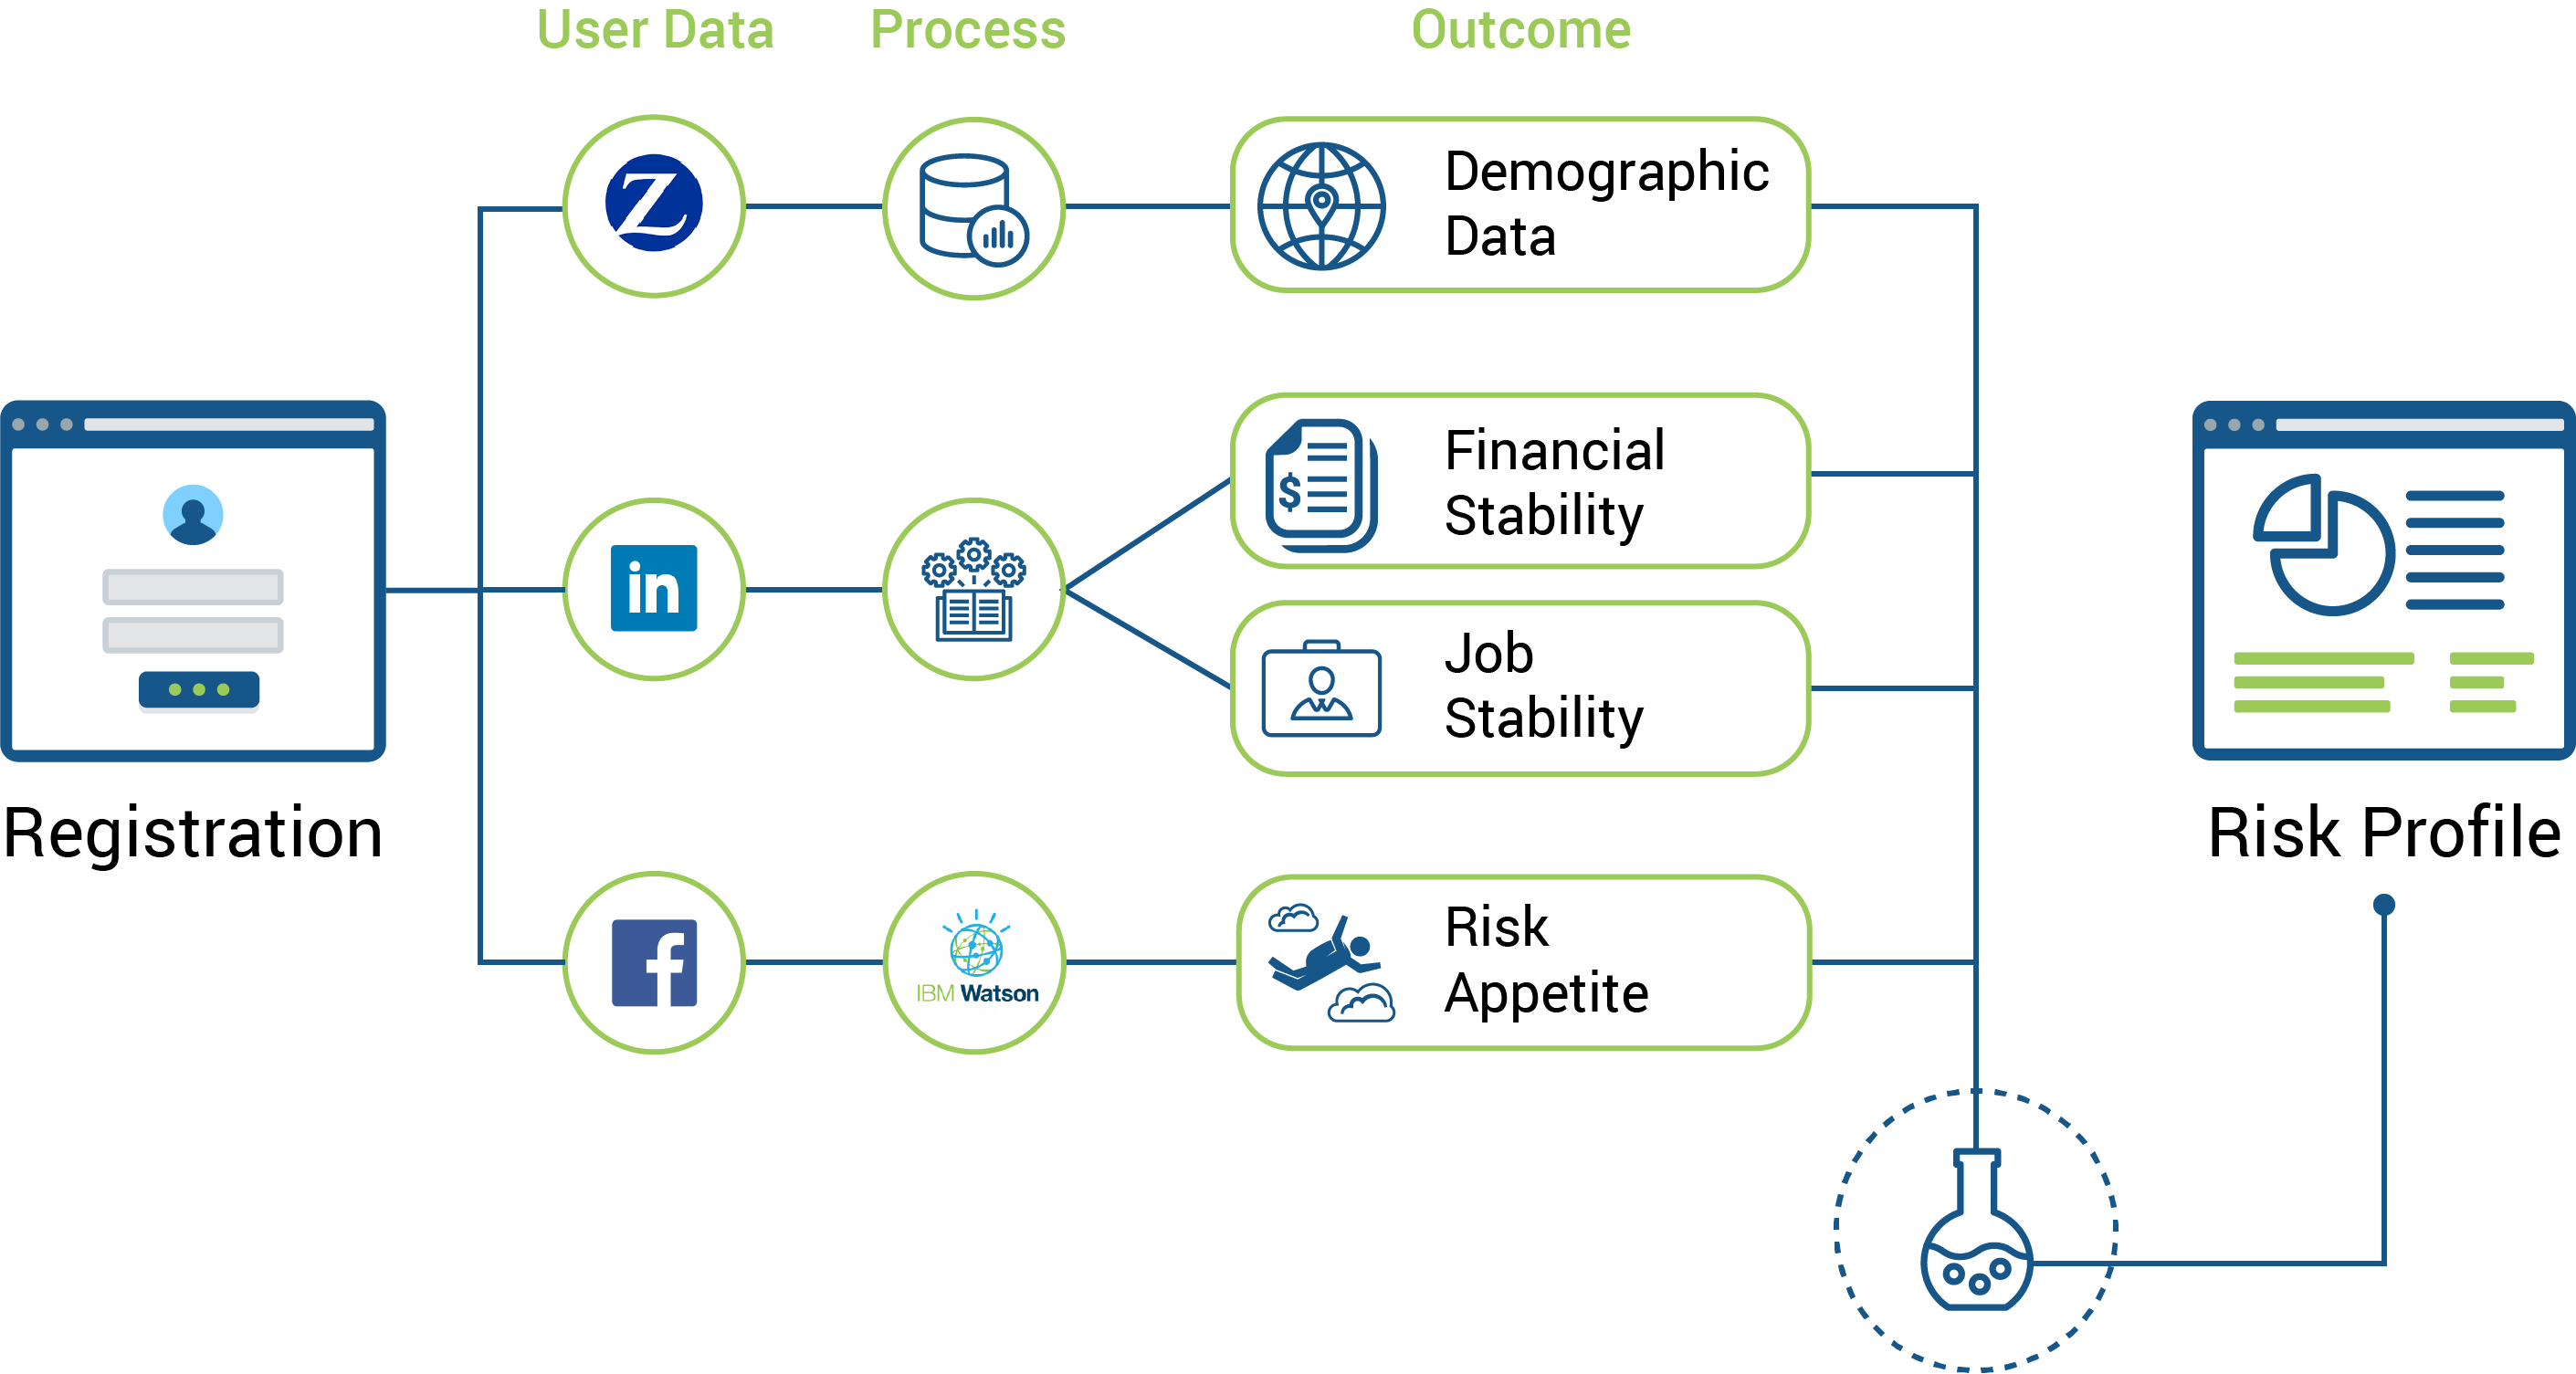 User Data
Process
Outcome
Z
Demographic
Data
Financial
Stability
$
in
Job
Stability
Registration
Risk Profile
f
IBM Watson
Risk
Appetite